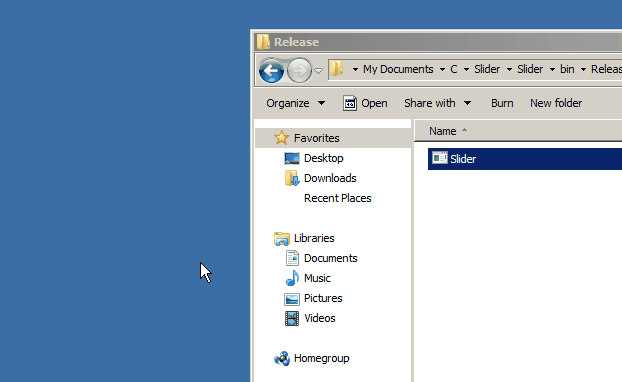 Release
My Documents C Slider Slider bin Releas
Organize Open Share with Burn New folder
Name
Favorites
Desktop
Downloads
Recent Places
Libraries
Documents
Music
Pictures
Videos
Homegroup
Slider